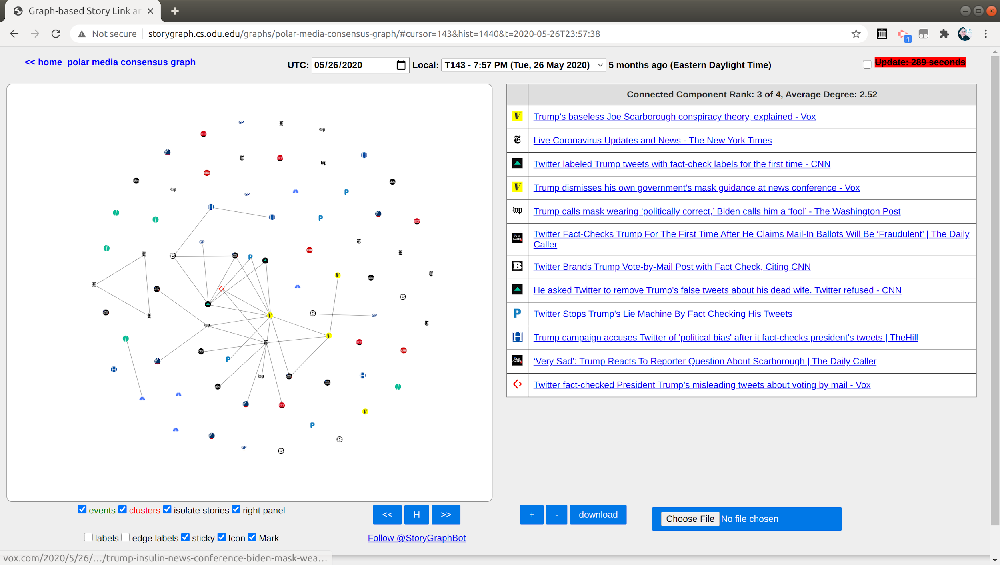 Graph-based Story Link an
Not secure
storygraph.cs.odu.edu/graphs/polar-media-consensus-graph/#cursor=143&hist=1440&t=2020-05-26T23:57:38
1
<< home polar media consensus graph
UTC: 05/26/2020
Local: T143 - 7:57 PM (Tue, 26 May 2020) 5 months ago (Eastern Daylight Time)
Update: 289 seconds
Connected Component Rank: 3 of 4, Average Degree: 2.52
Trump’s baseless Joe Scarborough conspiracy theory, explained - Vox
Live Coronavirus Updates and News - The New York Times
Twitter labeled Trump tweets with fact-check labels for the first time - CNN
Trump dismisses his own government’s mask guidance at news conference - Vox
Trump calls mask wearing ‘politically correct,’ Biden calls him a ‘fool’ - The Washington Post
Twitter Fact-Checks Trump For The First Time After He Claims Mail-In Ballots Will Be ‘Fraudulent’ | The Daily
Caller
Twitter Brands Trump Vote-by-Mail Post with Fact Check, Citing CNN
He asked Twitter to remove Trump's false tweets about his dead wife. Twitter refused - CNN
Twitter Stops Trump's Lie Machine By Fact Checking His Tweets
Trump campaign accuses Twitter of 'political bias' after it fact-checks president's tweets | TheHill
‘Very Sad’: Trump Reacts To Reporter Question About Scarborough | The Daily Caller
Twitter fact-checked President Trump’s misleading tweets about voting by mail - Vox
events clusters isolate stories right panel
labels edge labels sticky Icon Mark
<< H >>
Follow @StoryGraphBot
+ - download
Choose File No file chosen
vox.com/2020/5/26/…/trump-insulin-news-conference-biden-mask-wea…